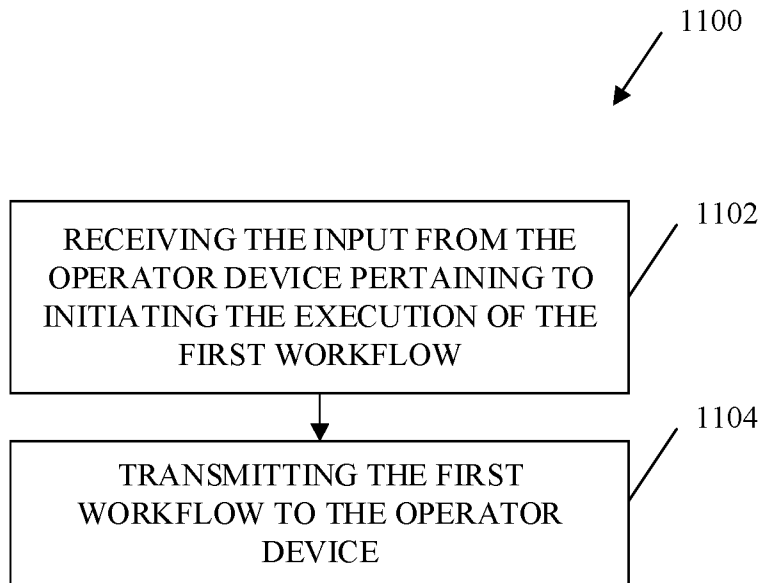 1100
1102
RECEIVING THE INPUT FROM THE
OPERATOR DEVICE PERTAINING TO
INITIATING THE EXECUTION OF THE
FIRST WORKFLOW
1104
TRANSMITTING THE FIRST
WORKFLOW TO THE OPERATOR
DEVICE